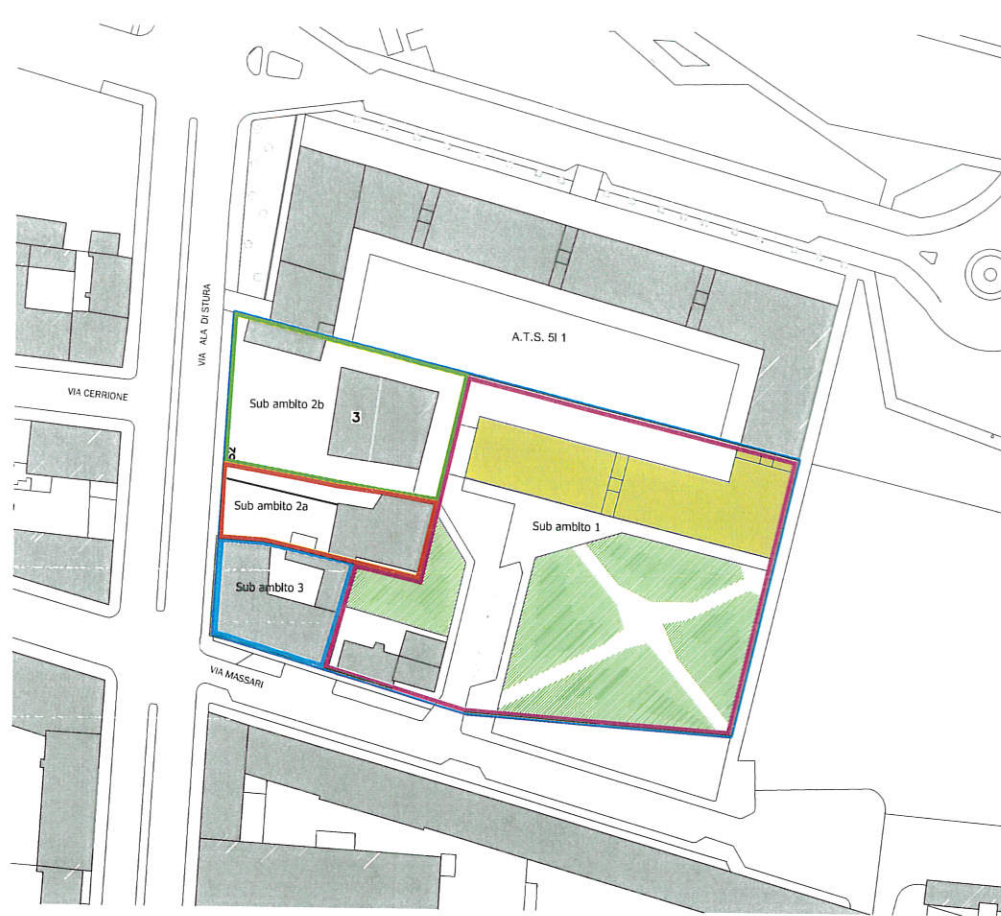 VIA ALA DI STURA
A.T.S. 5I 1
VIA CERRIONE
Sub ambito 2b
3
52
Sub ambito 2a
Sub ambito 1
Sub ambito 3
VIA MASSARI